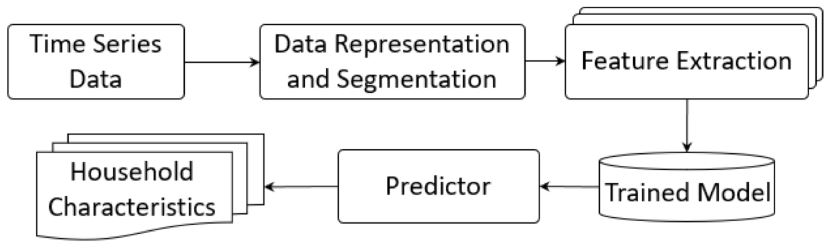 Time Series
Data
Data Representation
and Segmentation
Feature Extraction
Household
Characteristics
Predictor
Trained Model